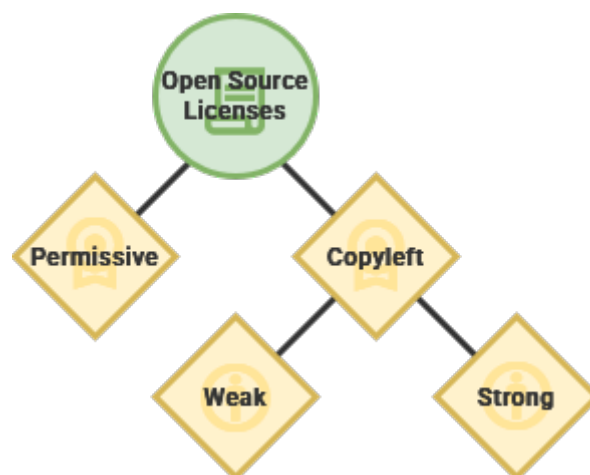 Open Source
Licenses
Permissive
Copyleft
Weak
Strong